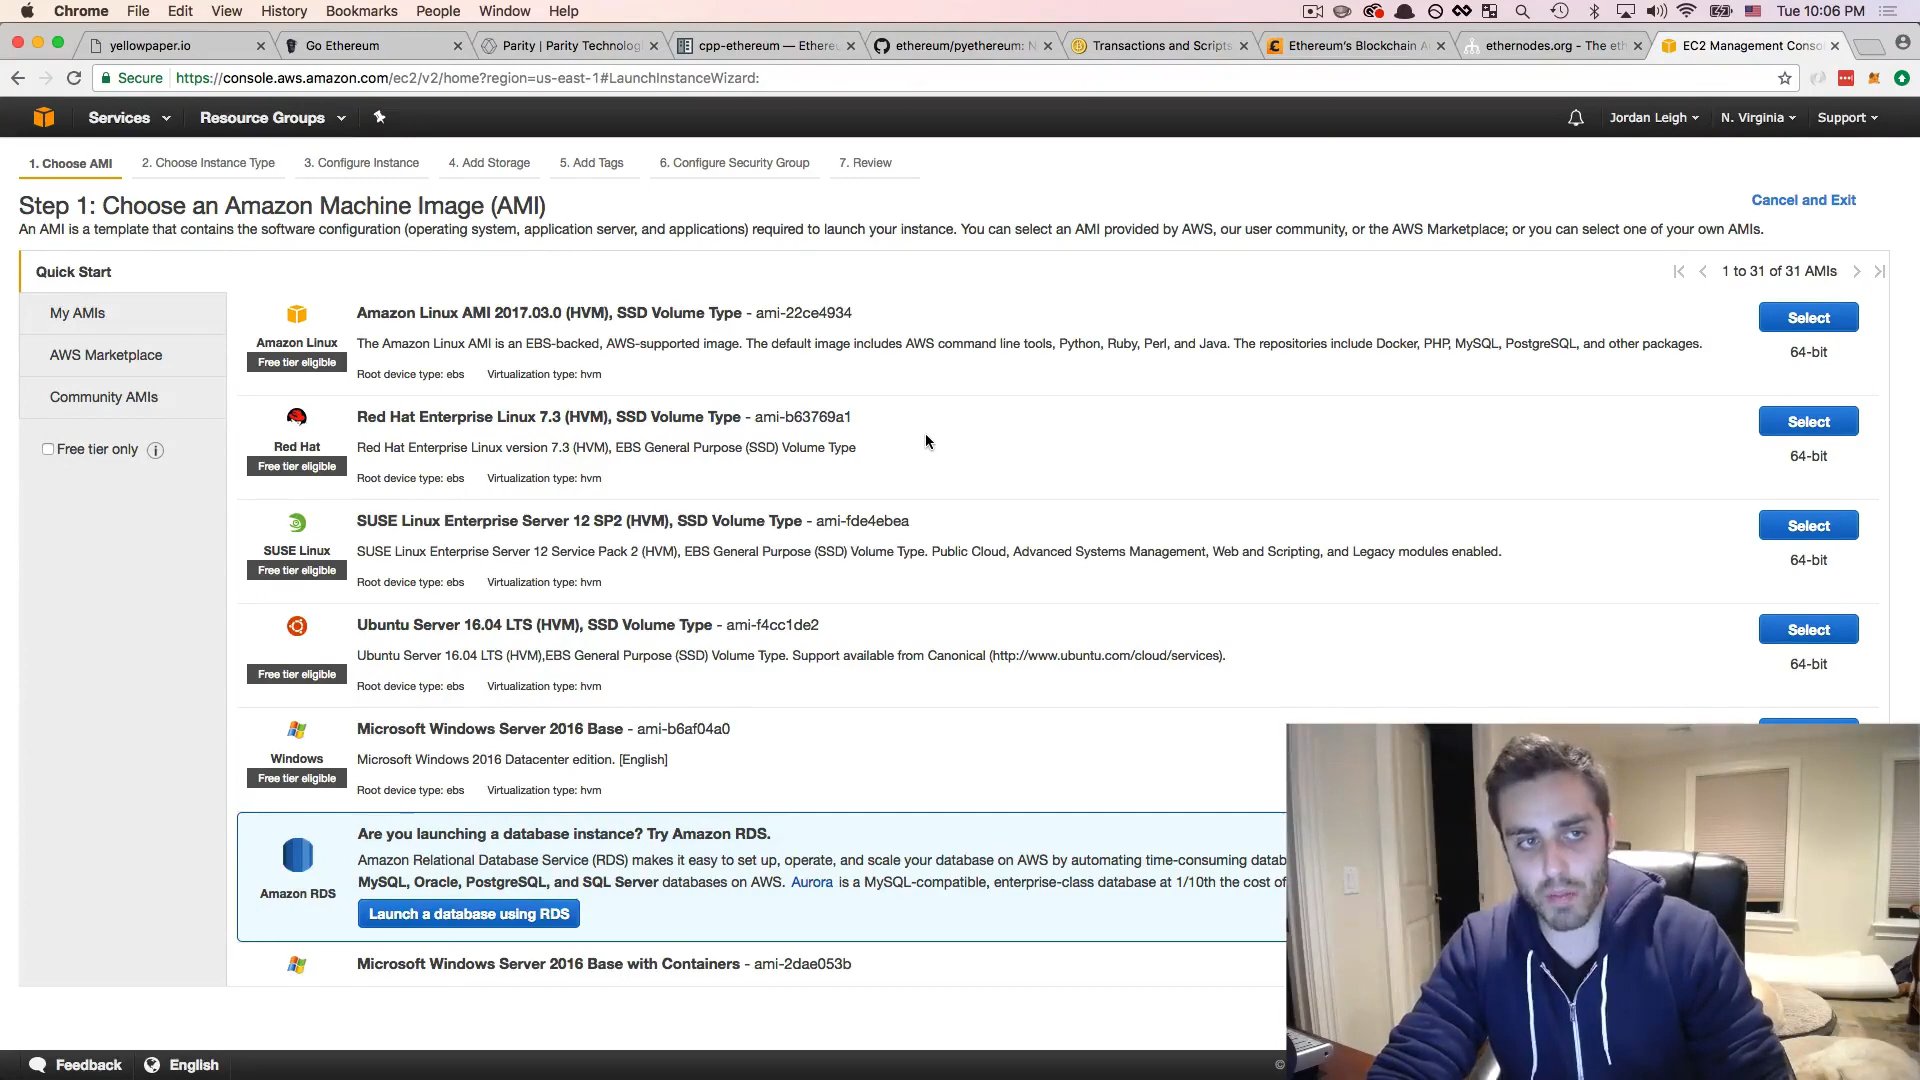 Chrome File Edit View History Bookmarks People Window Help Tue 10:06 PM
yellowpaper.io Go Ethereum Parity | Parity Technolog cpp-ethereum — Ethere ethereum/pyethereum: N Transactions and Scripts Ethereum's Blockchain A ethernodes.org - The eth EC2 Management Conso
Secure https://console.aws.amazon.com/ec2/v2/home?region=us-east-1#LaunchInstanceWizard:
Services Resource Groups Jordan Leigh N. Virginia Support
1. Choose AMI 2. Choose Instance Type 3. Configure Instance 4. Add Storage 5. Add Tags 6. Configure Security Group 7. Review
Step 1: Choose an Amazon Machine Image (AMI)
Cancel and Exit
An AMI is a template that contains the software configuration (operating system, application server, and applications) required to launch your instance. You can select an AMI provided by AWS, our user community, or the AWS Marketplace; or you can select one of your own AMIs.
Quick Start
1 to 31 of 31 AMIs
My AMIs
AWS Marketplace
Community AMIs
Free tier only
Amazon Linux
Free tier eligible
Amazon Linux AMI 2017.03.0 (HVM), SSD Volume Type - ami-22ce4934
The Amazon Linux AMI is an EBS-backed, AWS-supported image. The default image includes AWS command line tools, Python, Ruby, Perl, and Java. The repositories include Docker, PHP, MySQL, PostgreSQL, and other packages.
Root device type: ebs Virtualization type: hvm
Select
64-bit
Red Hat
Free tier eligible
Red Hat Enterprise Linux 7.3 (HVM), SSD Volume Type - ami-b63769a1
Red Hat Enterprise Linux version 7.3 (HVM), EBS General Purpose (SSD) Volume Type
Root device type: ebs Virtualization type: hvm
Select
64-bit
SUSE Linux
Free tier eligible
SUSE Linux Enterprise Server 12 SP2 (HVM), SSD Volume Type - ami-fde4ebea
SUSE Linux Enterprise Server 12 Service Pack 2 (HVM), EBS General Purpose (SSD) Volume Type. Public Cloud, Advanced Systems Management, Web and Scripting, and Legacy modules enabled.
Root device type: ebs Virtualization type: hvm
Select
64-bit
Free tier eligible
Ubuntu Server 16.04 LTS (HVM), SSD Volume Type - ami-f4cc1de2
Ubuntu Server 16.04 LTS (HVM),EBS General Purpose (SSD) Volume Type. Support available from Canonical (http://www.ubuntu.com/cloud/services).
Root device type: ebs Virtualization type: hvm
Select
64-bit
Windows
Free tier eligible
Microsoft Windows Server 2016 Base - ami-b6af04a0
Microsoft Windows 2016 Datacenter edition. [English]
Root device type: ebs Virtualization type: hvm
Amazon RDS
Are you launching a database instance? Try Amazon RDS.
Amazon Relational Database Service (RDS) makes it easy to set up, operate, and scale your database on AWS by automating time-consuming datab
MySQL, Oracle, PostgreSQL, and SQL Server databases on AWS. Aurora is a MySQL-compatible, enterprise-class database at 1/10th the cost of
Launch a database using RDS
Microsoft Windows Server 2016 Base with Containers - ami-2dae053b
Feedback English ©